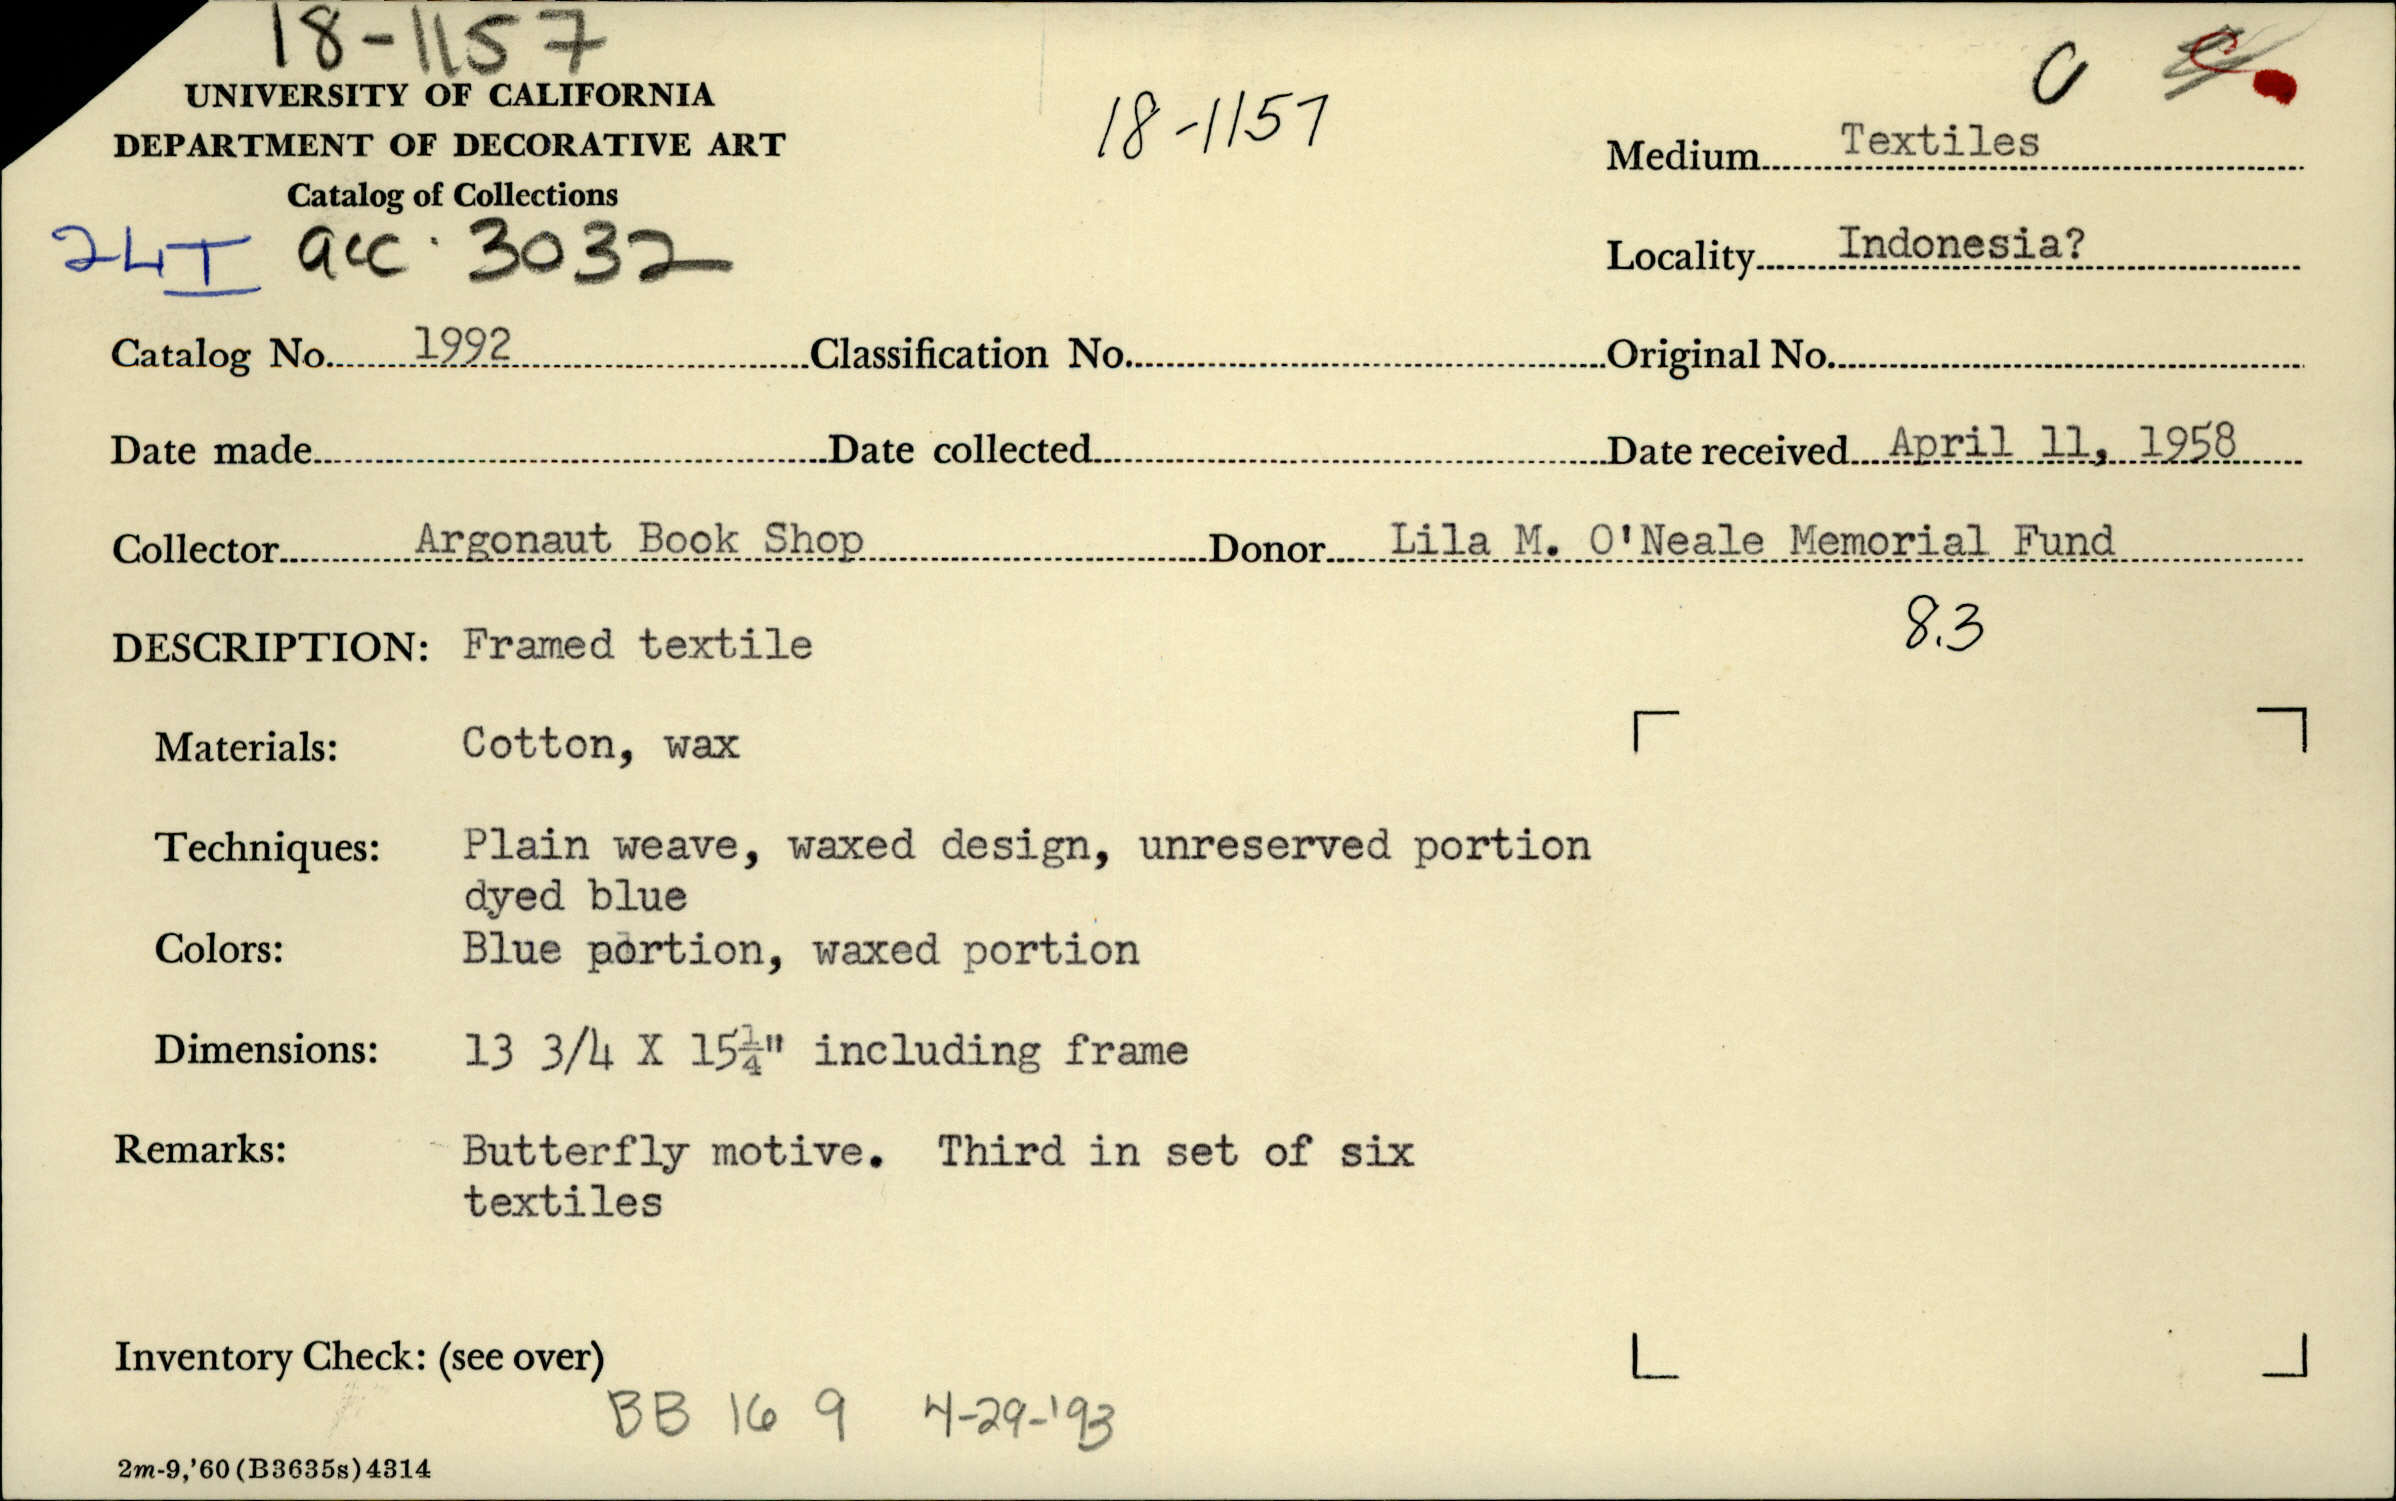 18-1157
UNIVERSITY OF CALIFORNIA
DEPARTMENT OF DECORATIVE ART
Catalog of Collections
24I acc. 3032
18-1157
C
Medium Textiles
Locality Indonesia?
Catalog No. 1992 Classification No. Original No.
Date made Date collected Date received April 11, 1958
Collector Argonaut Book Shop Donor Lila M. O'Neale Memorial Fund
8.3
DESCRIPTION: Framed textile
Materials: Cotton, wax
Techniques: Plain weave, waxed design, unreserved portion
dyed blue
Colors: Blue portion, waxed portion
Dimensions: 13 3/4 X 15¼" including frame
Remarks: Butterfly motive. Third in set of six
textiles
Inventory Check: (see over)
BB 16 9 4-29-'93
2m-9,'60(B3635s)4314